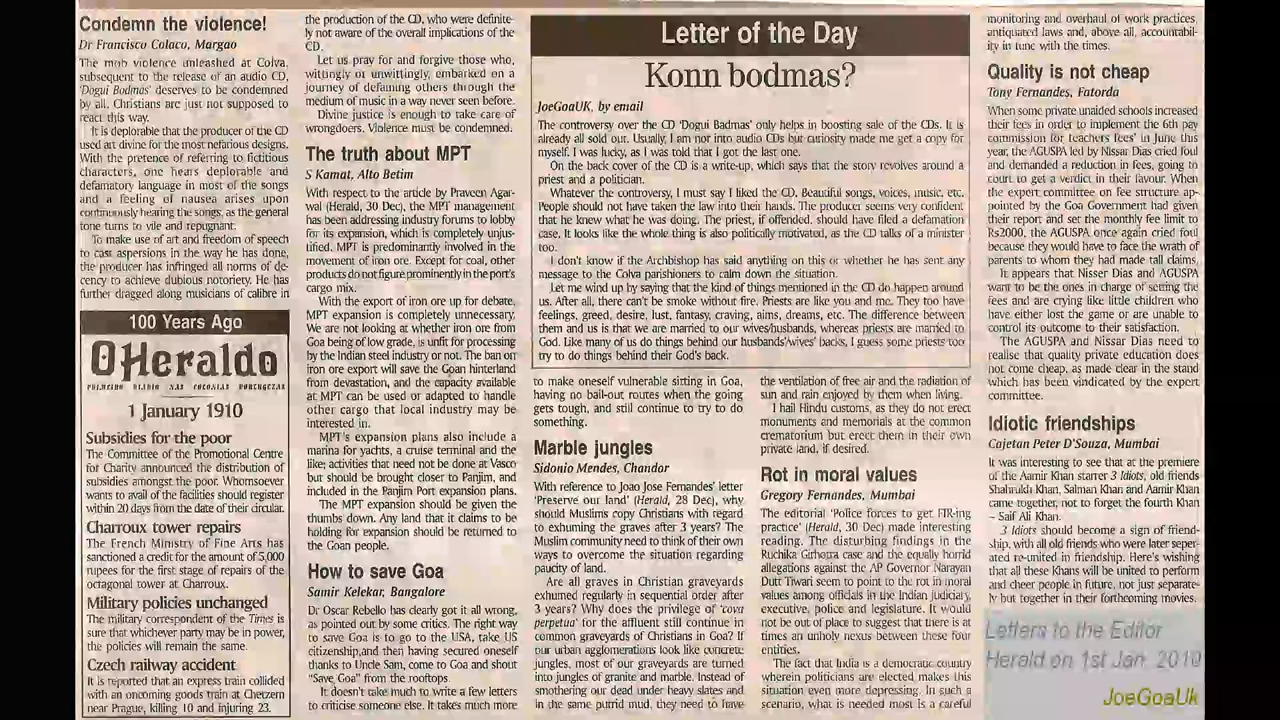 Condemn the violence!
Dr Francisco Colaco, Margao
The mob violence unleashed at Colva,
subsequent to the release of an audio CD,
'Dogui Bodmas' deserves to be condemned
by all. Christians are just not supposed to
react this way.
It is deplorable that the producer of the CD
used art divine for the most nefarious designs.
With the pretence of referring to fictitious
characters, one hears deplorable and
defamatory language in most of the songs
and a feeling of nausea arises upon
continuously hearing the songs, as the general
tone turns to vile and repugnant.
To make use of art and freedom of speech
to cast aspersions in the way he has done,
the producer has infringed all norms of de-
cency to achieve dubious notoriety. He has
further dragged along musicians of calibre in
100 Years Ago
OHeraldo
PRIMEIRO DIARIO NAS COLONIAS PORTUGUEZAS
1 January 1910
Subsidies for the poor
The Committee of the Promotional Centre
for Charity announced the distribution of
subsidies amongst the poor. Whomsoever
wants to avail of the facilities should register
within 20 days from the date of their circular.
Charroux tower repairs
The French Ministry of Fine Arts has
sanctioned a credit for the amount of 5,000
rupees for the first stage of repairs of the
octagonal tower at Charroux.
Military policies unchanged
The military correspondent of the Times is
sure that whichever party may be in power,
the policies will remain the same.
Czech railway accident
It is reported that an express train collided
with an oncoming goods train at Chetzem
near Prague, killing 10 and injuring 23.
the production of the CD, who were definite-
ly not aware of the overall implications of the
CD.
Let us pray for and forgive those who,
wittingly or unwittingly, embarked on a
journey of defaming others through the
medium of music in a way never seen before.
Divine justice is enough to take care of
wrongdoers. Violence must be condemned.
The truth about MPT
S Kamat, Alto Betim
With respect to the article by Praveen Agar-
wal (Herald, 30 Dec), the MPT management
has been addressing industry forums to lobby
for its expansion, which is completely unjus-
tified. MPT is predominantly involved in the
movement of iron ore. Except for coal, other
products do not figure prominently in the port's
cargo mix.
With the export of iron ore up for debate,
MPT expansion is completely unnecessary.
We are not looking at whether iron ore from
Goa being of low grade, is unfit for processing
by the Indian steel industry or not. The ban on
iron ore export will save the Goan hinterland
from devastation, and the capacity available
at MPT can be used or adapted to handle
other cargo that local industry may be
interested in.
MPT's expansion plans also include a
marina for yachts, a cruise terminal and the
like; activities that need not be done at Vasco
but should be brought closer to Panjim, and
included in the Panjim Port expansion plans.
The MPT expansion should be given the
thumbs down. Any land that it claims to be
holding for expansion should be returned to
the Goan people.
How to save Goa
Samir Kelekar, Bangalore
Dr Oscar Rebello has clearly got it all wrong,
as pointed out by some critics. The right way
to save Goa is to go to the USA, take US
citizenship,and then having secured oneself
thanks to Uncle Sam, come to Goa and shout
"Save Goa" from the rooftops.
It doesn't take much to write a few letters
to criticise someone else. It takes much more
Letter of the Day
Konn bodmas?
JoeGoaUK, by email
The controversy over the CD 'Dogui Badmas' only helps in boosting sale of the CDs. It is
already all sold out. Usually, I am nor into audio CDs but curiosity made me get a copy for
myself. I was lucky, as I was told that I got the last one.
On the back cover of the CD is a write-up, which says that the story revolves around a
priest and a politician.
Whatever the controversy, I must say I liked the CD, Beautiful songs, voices, music, etc.
People should not have taken the law into their hands. The producer seems very confident
that he knew what he was doing. The priest, if offended, should have filed a defamation
case. It looks like the whole thing is also politically motivated, as the CD talks of a minister
too.
I don't know if the Archbishop has said anything on this or whether he has sent any
message to the Colva parishioners to calm down the situation.
Let me wind up by saying that the kind of things mentioned in the CD do happen around
us. After all, there can't be smoke without fire. Priests are like you and me. They too have
feelings, greed, desire, lust, fantasy, craving, aims, dreams, etc. The difference between
them and us is that we are married to our wives/husbands, whereas priests are married to
God. Like many of us do things behind our husbands'/wives' backs, I guess some priests too
try to do things behind their God's back.
to make oneself vulnerable sitting in Goa,
having no bail-out routes when the going
gets tough, and still continue to try to do
something.
Marble jungles
Sidonio Mendes, Chandor
With reference to Joao Jose Fernandes' letter
'Preserve our land' (Herald, 28 Dec), why
should Muslims copy Christians with regard
to exhuming the graves after 3 years? The
Muslim community need to think of their own
ways to overcome the situation regarding
paucity of land.
Are all graves in Christian graveyards
exhumed regularly in sequential order after
3 years? Why does the privilege of 'cova
perpetua' for the affluent still continue in
common graveyards of Christians in Goa? If
our urban agglomerations look like concrete
jungles, most of our graveyards are turned
into jungles of granite and marble. Instead of
smothering our dead under heavy slates and
in the same putrid mud, they need to have
the ventilation of free air and the radiation of
sun and rain enjoyed by them when living.
I hail Hindu customs, as they do not erect
monuments and memorials at the common
crematorium but erect them in their own
private land, if desired.
Rot in moral values
Gregory Fernandes, Mumbai
The editorial 'Police forces to get FIR-ing
practice' (Herald, 30 Dec) made interesting
reading. The disturbing findings in the
Ruchika Girhotra case and the equally horrid
allegations against the AP Governor Narayan
Dutt Tiwari seem to point to the rot in moral
values among officials in the Indian judiciary,
executive, police and legislature. It would
not be out of place to suggest that there is at
times an unholy nexus between these four
entities.
The fact that India is a democratic country
wherein politicians are elected makes this
situation even more depressing. In such a
scenario, what is needed most is a careful
monitoring and overhaul of work practices,
antiquated laws and, above all, accountabil-
ity in tune with the times.
Quality is not cheap
Tony Fernandes, Fatorda
When some private unaided schools increased
their fees in order to implement the 6th pay
commission for teachers fees' in June this
year, the AGUSPA led by Nissar Dias cried foul
and demanded a reduction in fees, going to
court to get a verdict in their favour. When
the expert committee on fee structure ap-
pointed by the Goa Government had given
their report and set the monthly fee limit to
Rs2000, the AGUSPA once again cried foul
because they would have to face the wrath of
parents to whom they had made tall claims.
It appears that Nisser Dias and AGUSPA
want to be the ones in charge of setting the
fees and are crying like little children who
have either lost the game or are unable to
control its outcome to their satisfaction.
The AGUSPA and Nissar Dias need to
realise that quality private education does
not come cheap, as made clear in the stand
which has been vindicated by the expert
committee.
Idiotic friendships
Cajetan Peter D'Souza, Mumbai
It was interesting to see that at the premiere
of the Aamir Khan starrer 3 Idiots, old friends
Shahrukh Khan, Salman Khan and Aamir Khan
came together, not to forget the fourth Khan
– Saif Ali Khan.
3 Idiots should become a sign of friend-
ship, with all old friends who were later seper-
ated re-united in friendship. Here's wishing
that all these Khans will be united to perform
and cheer people in future, not just separate-
ly but together in their forthcoming movies.
Letters to the Editor
Herald on 1st Jan. 2010
JoeGoaUk